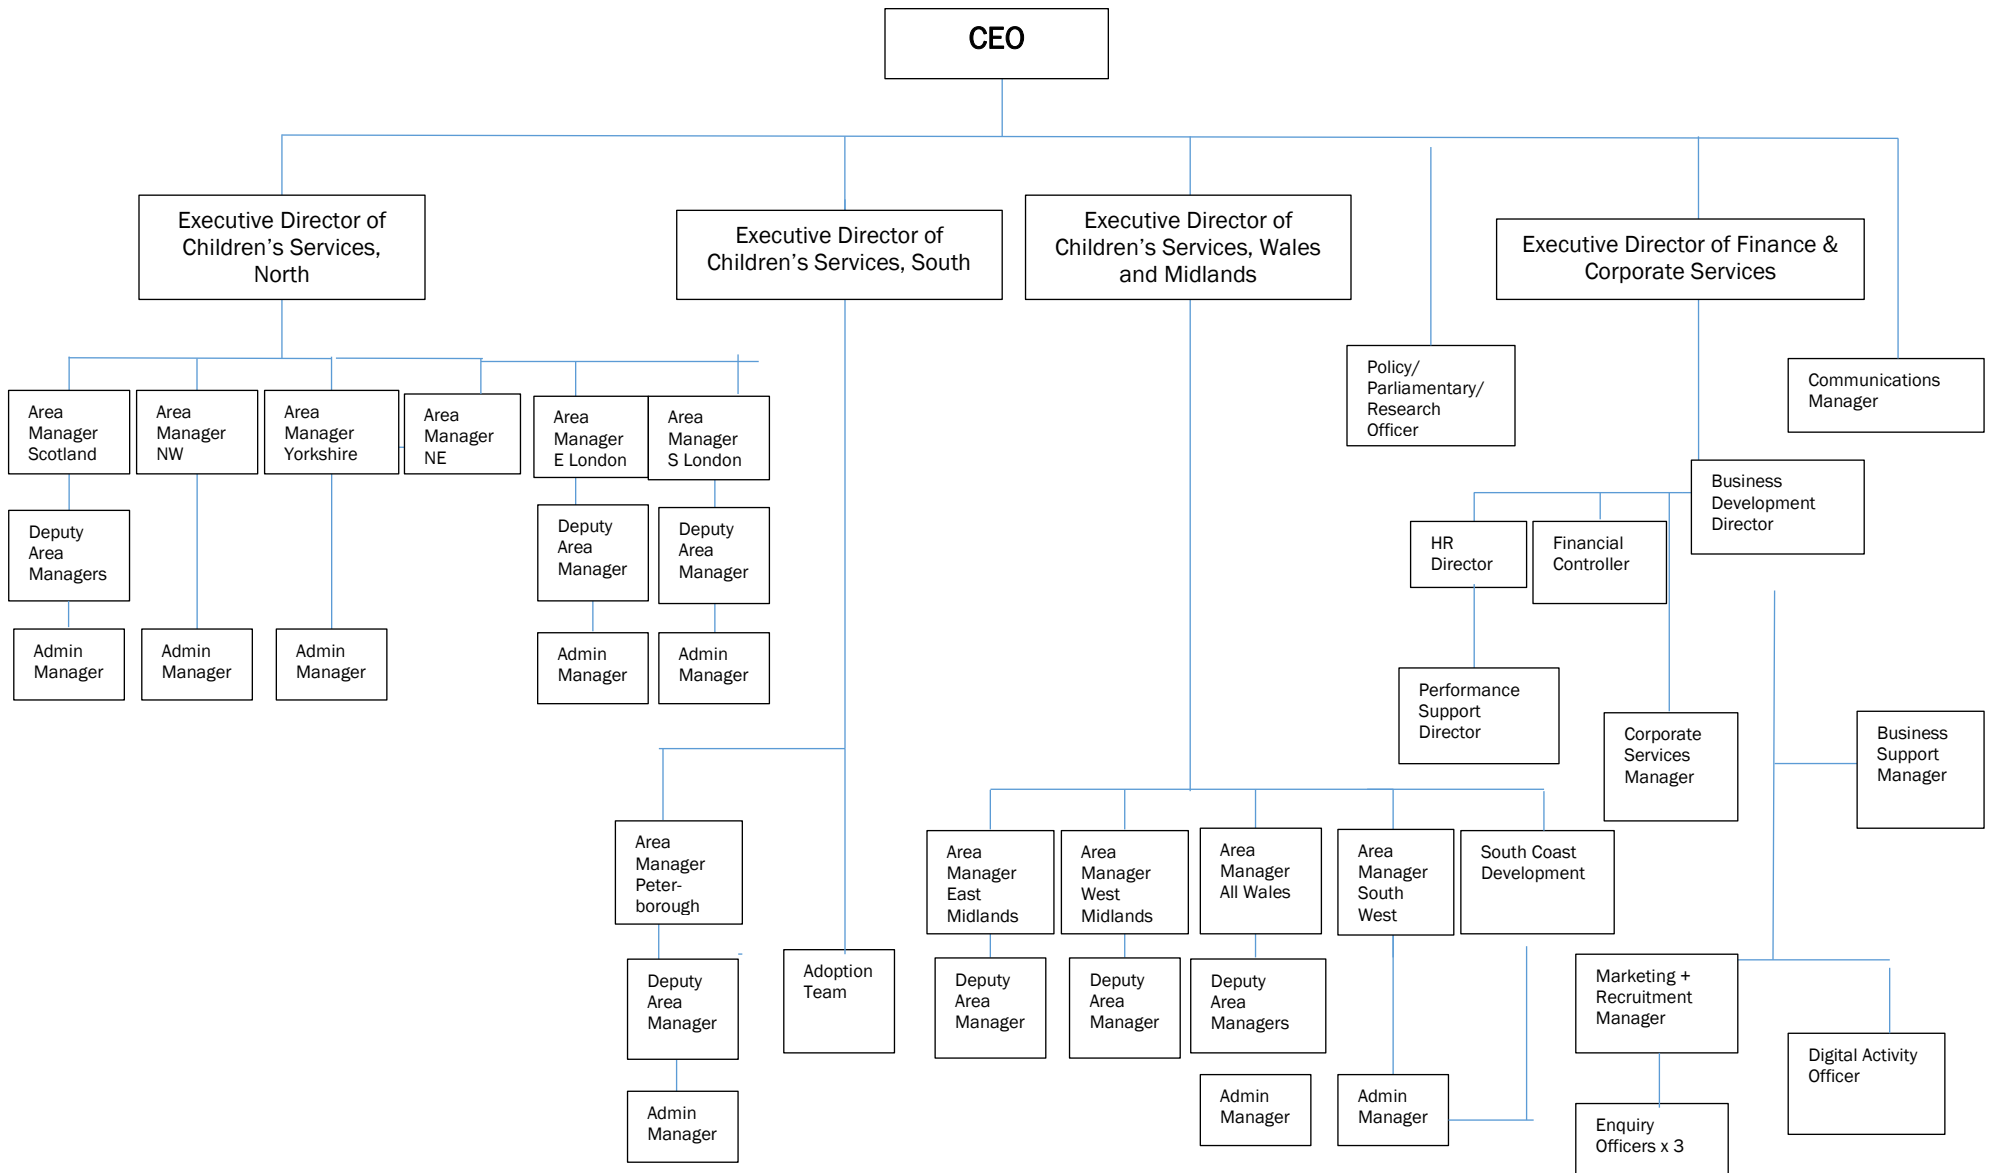 CEO
Executive Director of
Children’s Services,
North
Executive Director of
Children’s Services, South
Executive Director of
Children’s Services, Wales
and Midlands
Executive Director of Finance &
Corporate Services
Policy/
Parliamentary/
Research
Officer
Communications
Manager
Area
Manager
Scotland
Area
Manager
NW
Area
Manager
Yorkshire
Area
Manager
NE
Area
Manager
E London
Area
Manager
S London
Business
Development
Director
HR
Director
Financial
Controller
Deputy
Area
Managers
Deputy
Area
Manager
Deputy
Area
Manager
Admin
Manager
Admin
Manager
Admin
Manager
Admin
Manager
Admin
Manager
Performance
Support
Director
Corporate
Services
Manager
Business
Support
Manager
Area
Manager
Peter-
borough
Area
Manager
East
Midlands
Area
Manager
West
Midlands
Area
Manager
All Wales
Area
Manager
South
West
South Coast
Development
Deputy
Area
Manager
Adoption
Team
Deputy
Area
Manager
Deputy
Area
Manager
Deputy
Area
Managers
Marketing +
Recruitment
Manager
Digital Activity
Officer
Admin
Manager
Admin
Manager
Admin
Manager
Enquiry
Officers x 3